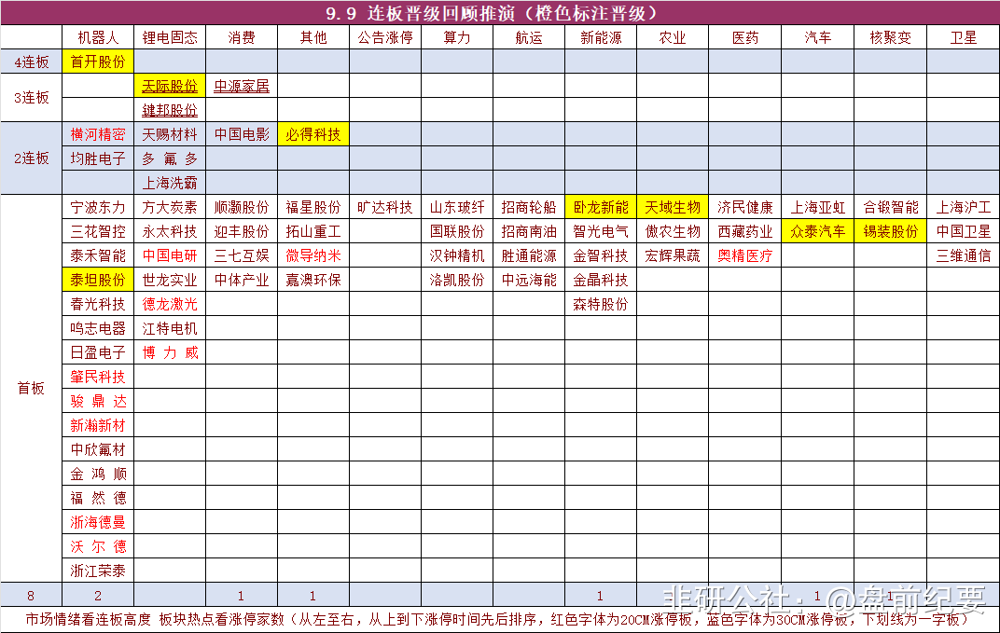 9.9 连板晋级回顾推演（橙色标注晋级）
机器人 锂电固态 消费 其他 公告涨停 算力 航运 新能源 农业 医药 汽车 核聚变 卫星
4连板 首开股份
3连板 天际股份 中源家居
键邦股份
2连板 横河精密 天赐材料 中国电影 必得科技
均胜电子 多氟多
上海洗霸
首板 宁波东力 方大炭素 顺灏股份 福星股份 旷达科技 山东玻纤 招商轮船 卧龙新能 天域生物 济民健康 上海亚虹 合锻智能 上海沪工
三花智控 永太科技 迎丰股份 拓山重工 国联股份 招商南油 智光电气 傲农生物 西藏药业 众泰汽车 锡装股份 中国卫星
泰禾智能 中国电研 三七互娱 微导纳米 汉钟精机 胜通能源 金智科技 宏辉果蔬 奥精医疗 三维通信
泰坦股份 世龙实业 中体产业 嘉澳环保 洛凯股份 中远海能 金晶科技
春光科技 德龙激光 森特股份
鸣志电器 江特电机
日盈电子 博力威
肇民科技
骏鼎达
新瀚新材
中欣氟材
金鸿顺
福然德
浙海德曼
沃尔德
浙江荣泰
8 2 1 1 1 1
市场情绪看连板高度 板块热点看涨停家数（从左至右，从上到下涨停时间先后排序，红色字体为20CM涨停板，蓝色字体为30CM涨停板，下划线为一字板）
非研公社：@盘前纪要